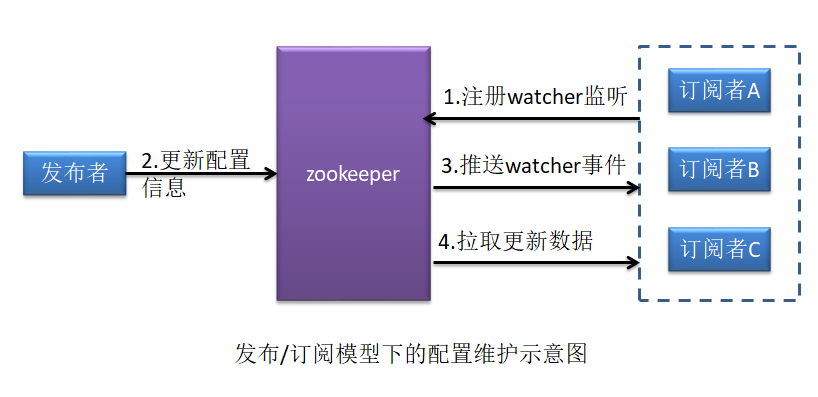 发布者
2.更新配置
信息
zookeeper
1.注册watcher监听
3.推送watcher事件
4.拉取更新数据
订阅者A
订阅者B
订阅者C
发布/订阅模型下的配置维护示意图